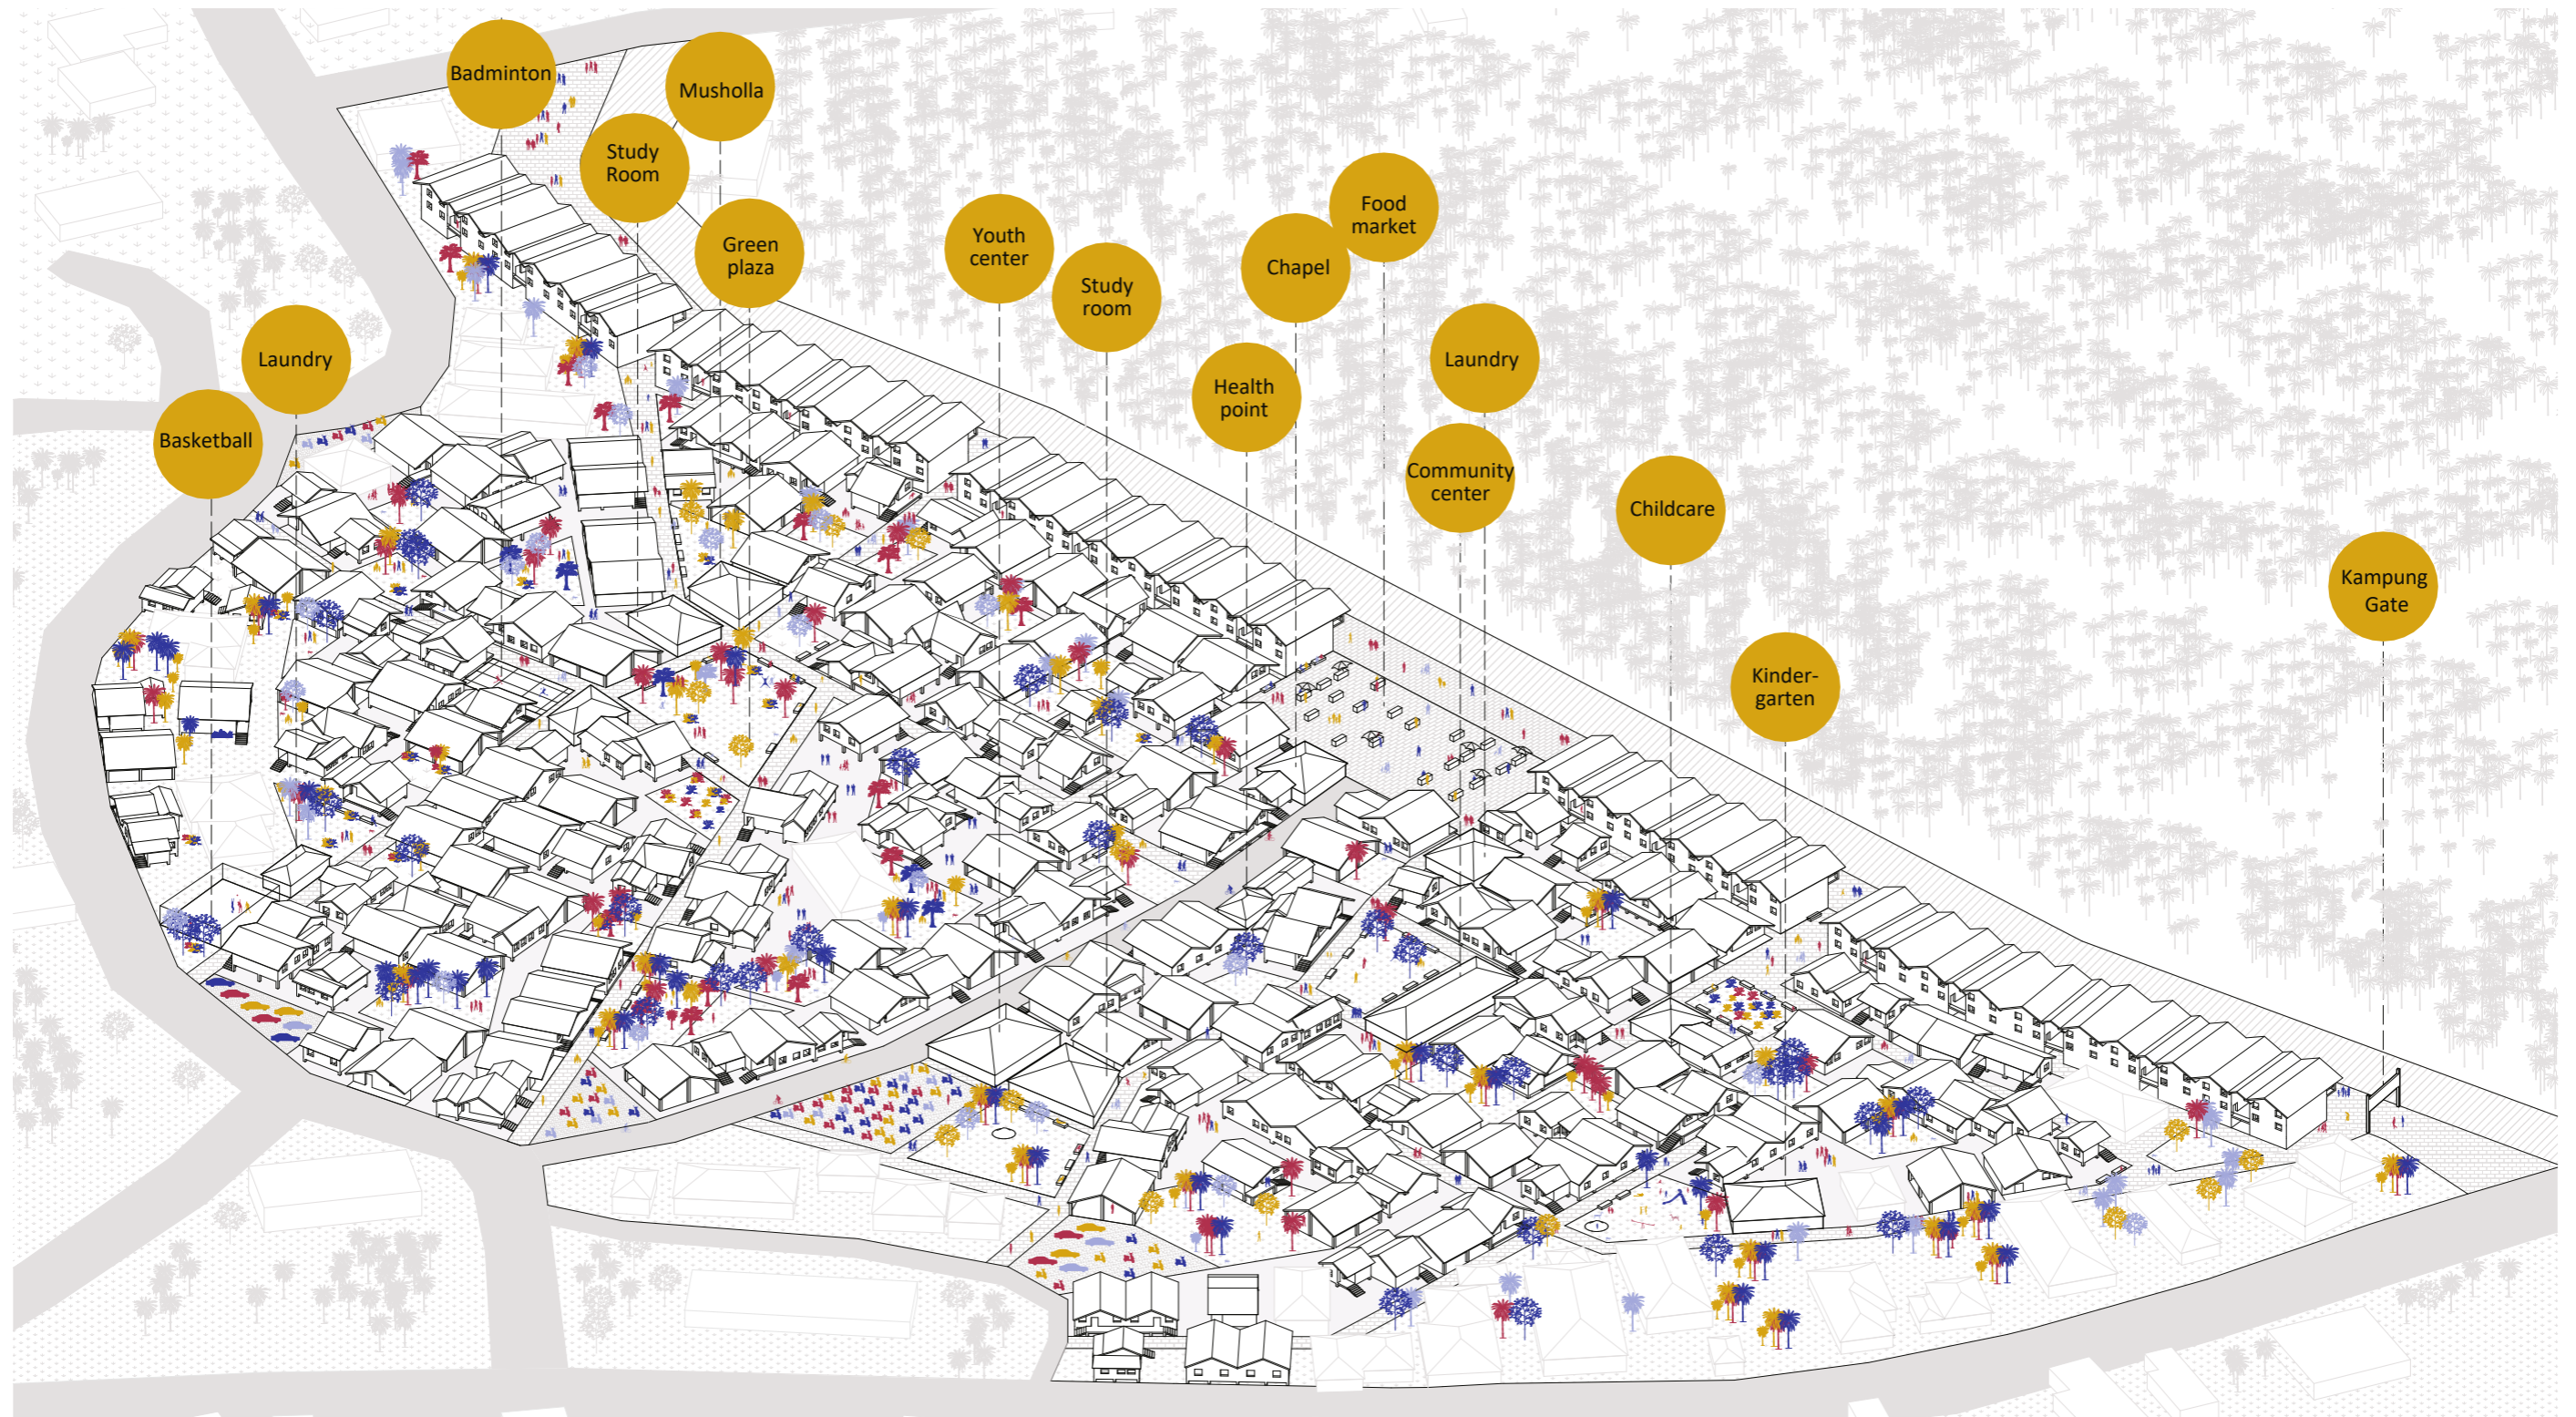 Badminton
Musholla
Study
Room
Green
plaza
Youth
center
Study
room
Food
market
Chapel
Laundry
Laundry
Health
point
Basketball
Community
center
Childcare
Kampung
Gate
Kinder-
garten